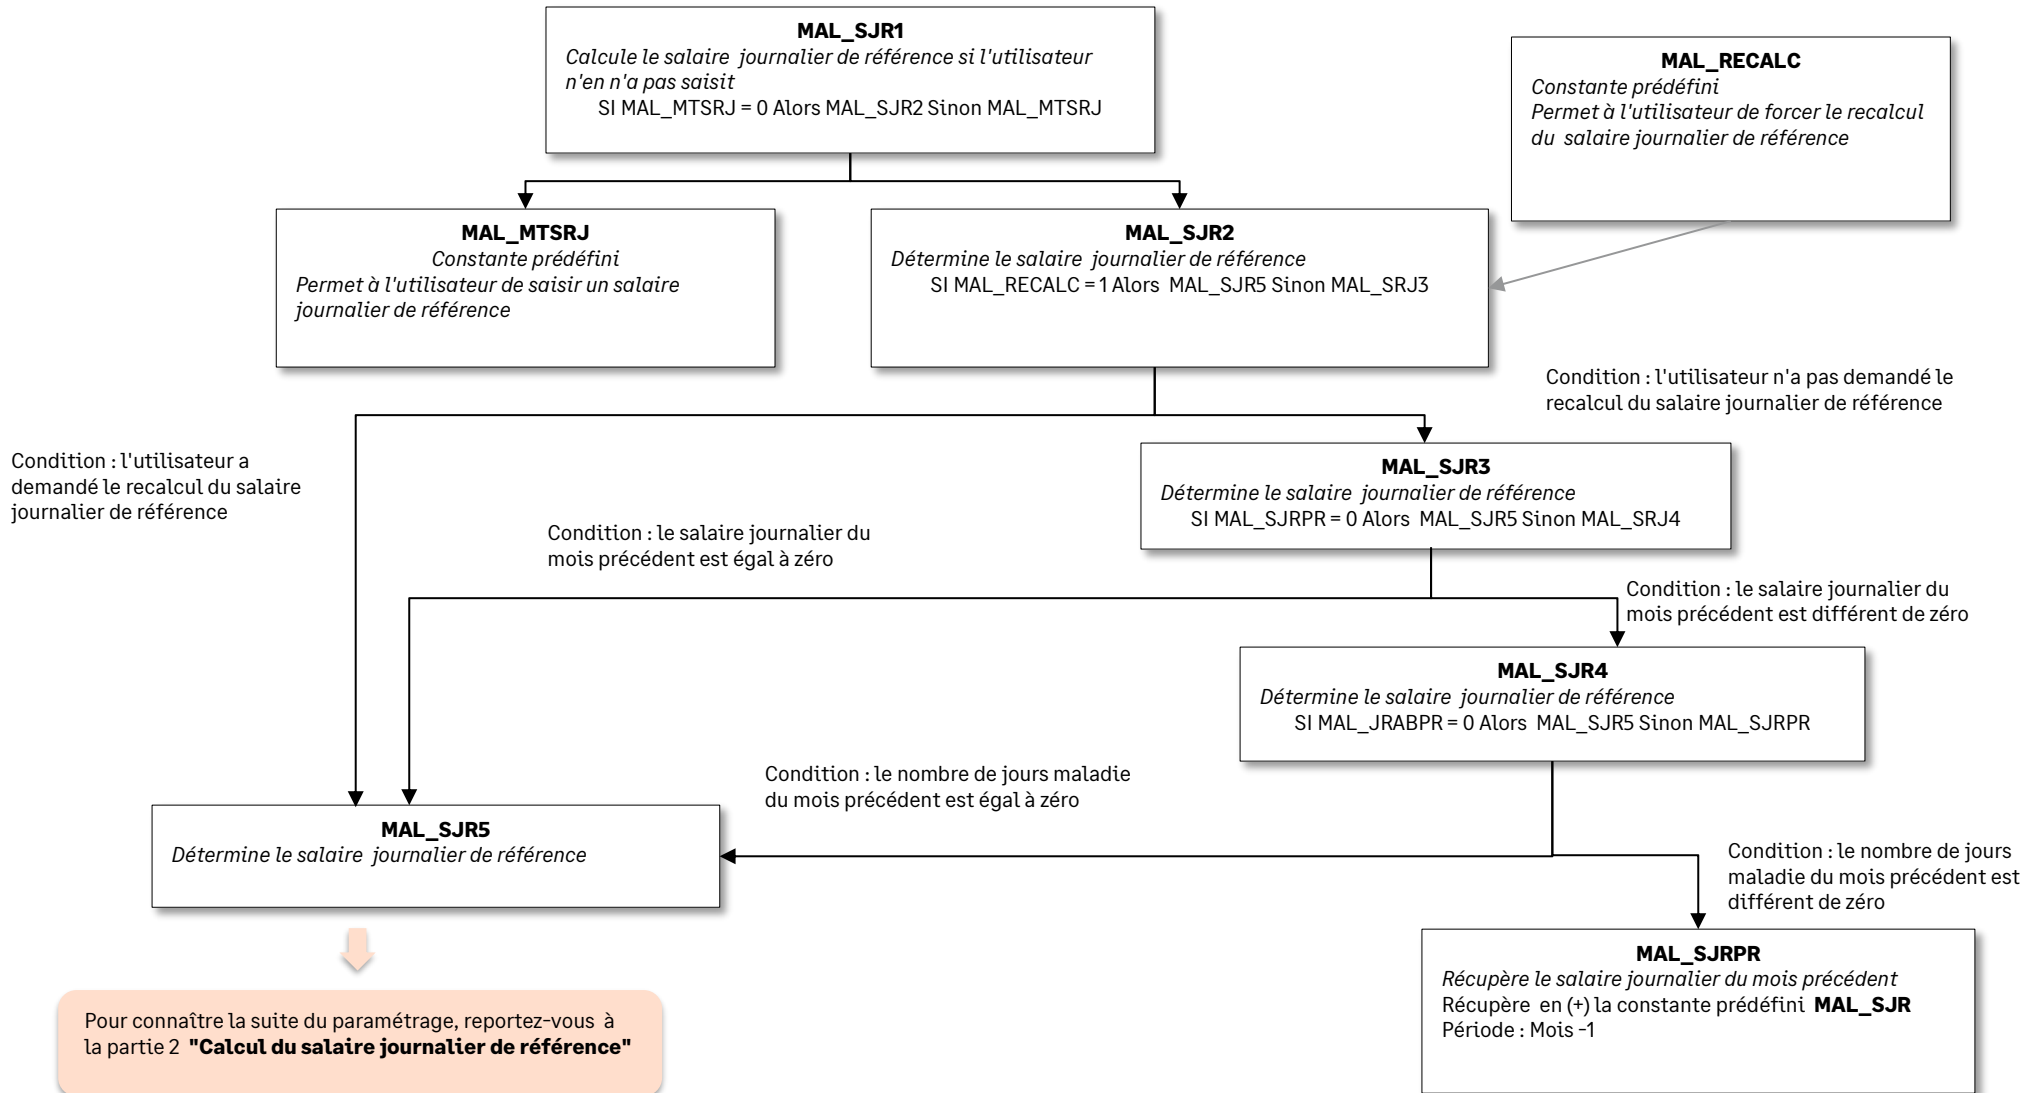 MAL_SJR1
Calcule le salaire journalier de référence si l'utilisateur
n'en n'a pas saisit
SI MAL_MTSRJ = 0 Alors MAL_SJR2 Sinon MAL_MTSRJ
MAL_RECALC
Constante prédéfini
Permet à l'utilisateur de forcer le recalcul
du salaire journalier de référence
MAL_MTSRJ
Constante prédéfini
Permet à l'utilisateur de saisir un salaire
journalier de référence
MAL_SJR2
Détermine le salaire journalier de référence
SI MAL_RECALC = 1 Alors MAL_SJR5 Sinon MAL_SRJ3
Condition : l'utilisateur n'a pas demandé le
recalcul du salaire journalier de référence
Condition : l'utilisateur a
demandé le recalcul du salaire
journalier de référence
MAL_SJR3
Détermine le salaire journalier de référence
SI MAL_SJRPR = 0 Alors MAL_SJR5 Sinon MAL_SRJ4
Condition : le salaire journalier du
mois précédent est égal à zéro
Condition : le salaire journalier du
mois précédent est différent de zéro
MAL_SJR4
Détermine le salaire journalier de référence
SI MAL_JRABPR = 0 Alors MAL_SJR5 Sinon MAL_SJRPR
Condition : le nombre de jours maladie
du mois précédent est égal à zéro
MAL_SJR5
Détermine le salaire journalier de référence
Condition : le nombre de jours
maladie du mois précédent est
différent de zéro
MAL_SJRPR
Récupère le salaire journalier du mois précédent
Récupère en (+) la constante prédéfini MAL_SJR
Période : Mois -1
Pour connaître la suite du paramétrage, reportez-vous à
la partie 2 "Calcul du salaire journalier de référence"